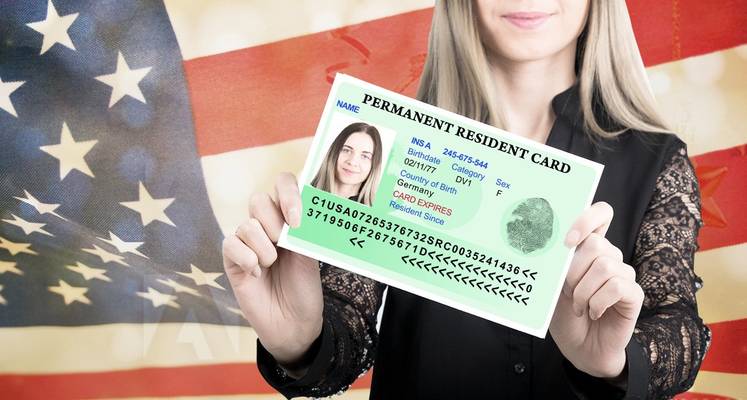 PERMANENT RESIDENT CARD
NAME
INS A 245-675-544
Birthdate Category Sex
02/11/77 DV1 F
Country of Birth
Germany
CARD EXPIRES
Resident Since
C1USA07265376732SRC0035241436<<
3719506F2675671D<<<<<<<<<<<<<0
<< <<<<<<<<<<<<<<<<<